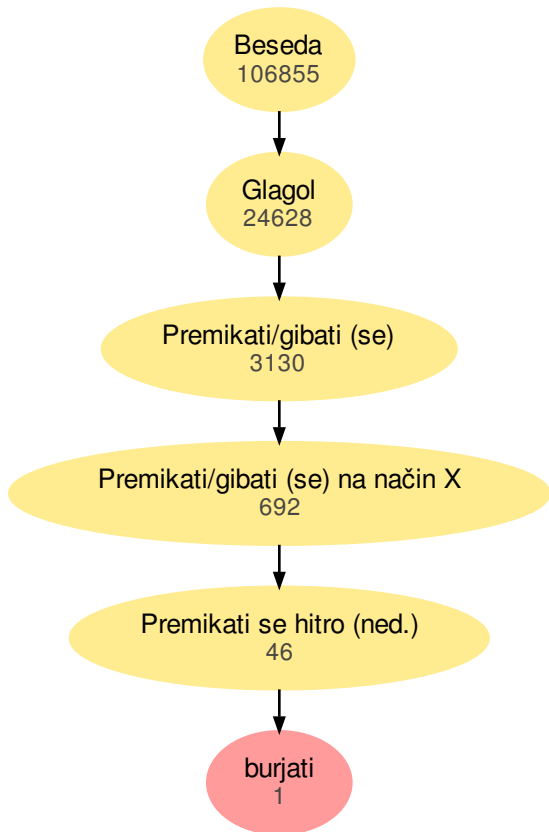 Beseda
106855
Glagol
24628
Premikati/gibati (se)
3130
Premikati/gibati (se) na način X
692
Premikati se hitro (ned.)
46
burjati
1